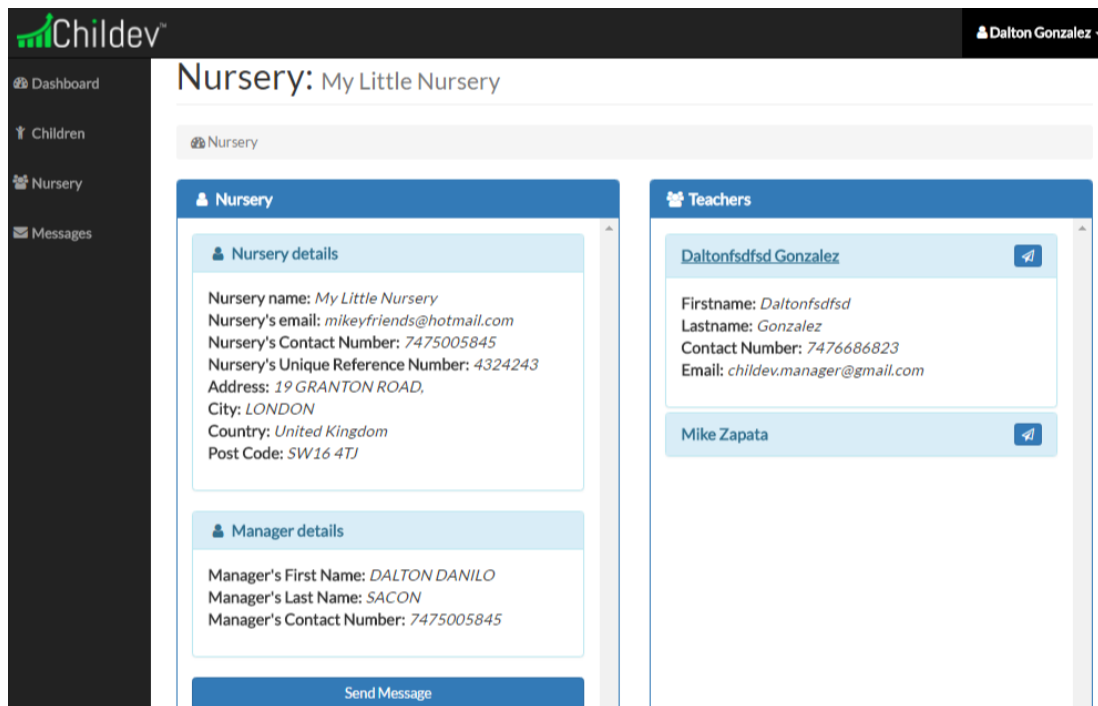 Childev™
Dalton Gonzalez
Dashboard
Children
Nursery
Messages
Nursery: My Little Nursery
Nursery
Nursery
Nursery details
Nursery name: My Little Nursery
Nursery's email: mikeyfriends@hotmail.com
Nursery's Contact Number: 7475005845
Nursery's Unique Reference Number: 4324243
Address: 19 GRANTON ROAD,
City: LONDON
Country: United Kingdom
Post Code: SW16 4TJ
Manager details
Manager's First Name: DALTON DANILO
Manager's Last Name: SACON
Manager's Contact Number: 7475005845
Send Message
Teachers
Daltonfsdfsd Gonzalez
Firstname: Daltonfsdfsd
Lastname: Gonzalez
Contact Number: 7476686823
Email: childev.manager@gmail.com
Mike Zapata